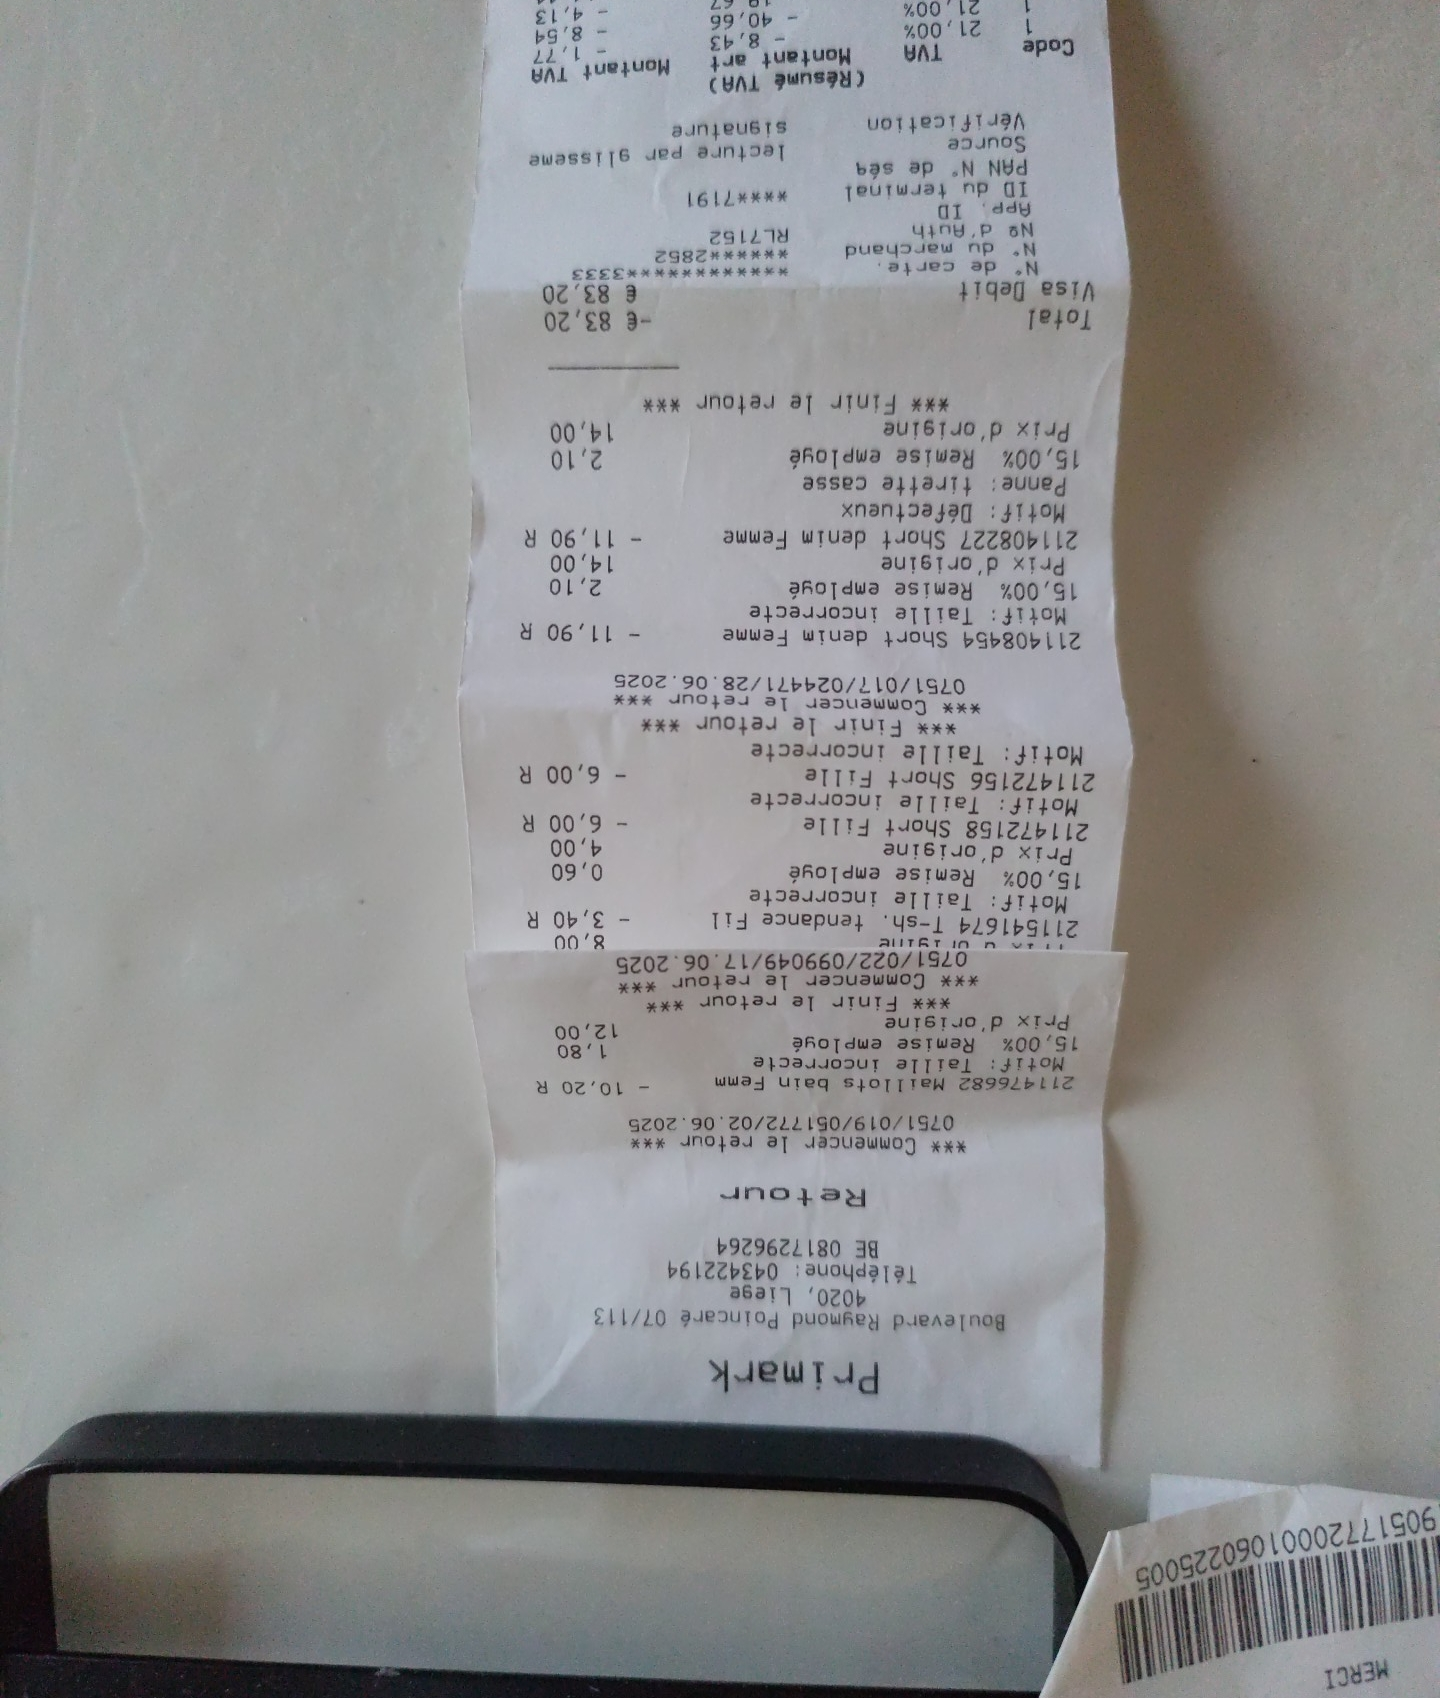 Primark
Boulevard Raymond Poincaré 07/113
4020, Liege
Téléphone: 043422194
BE 0817296264
Retour
*** Commencer le retour ***
0751/019/051772/02.06.2025
211476682 Maillots bain Femm - 10,20 R
Motif: Taille incorrecte
15,00% Remise employé 1,80
Prix d'origine 12,00
*** Finir le retour ***
*** Commencer le retour ***
0751/022/099049/17.06.2025
Prix d'origine 8,00
211541674 T-sh. tendance Fil - 3,40 R
Motif: Taille incorrecte
15,00% Remise employé 0,60
Prix d'origine 4,00
211472158 Short Fille - 6,00 R
Motif: Taille incorrecte
211472156 Short Fille - 6,00 R
Motif: Taille incorrecte
*** Finir le retour ***
*** Commencer le retour ***
0751/017/024471/28.06.2025
211408454 Short denim Femme - 11,90 R
Motif: Taille incorrecte
15,00% Remise employé 2,10
Prix d'origine 14,00
211408227 Short denim Femme - 11,90 R
Motif: Défectueux
Panne: tirette casse
15,00% Remise employé 2,10
Prix d'origine 14,00
*** Finir le retour ***
Total -€ 83,20
Visa Debit € 83,20
N° de carte. ************3333
N° du marchand ******2852
Nº d'Auth RL7152
App. ID
ID du terminal ****7191
PAN N° de séq
Source lecture par glisseme
Vérification signature
(Résumé TVA)
Code TVA Montant art Montant TVA
1 21,00% - 8,43 - 1,77
1 21,00% - 40,66 - 8,54
- 4,13
MERCI
90517720001060225005